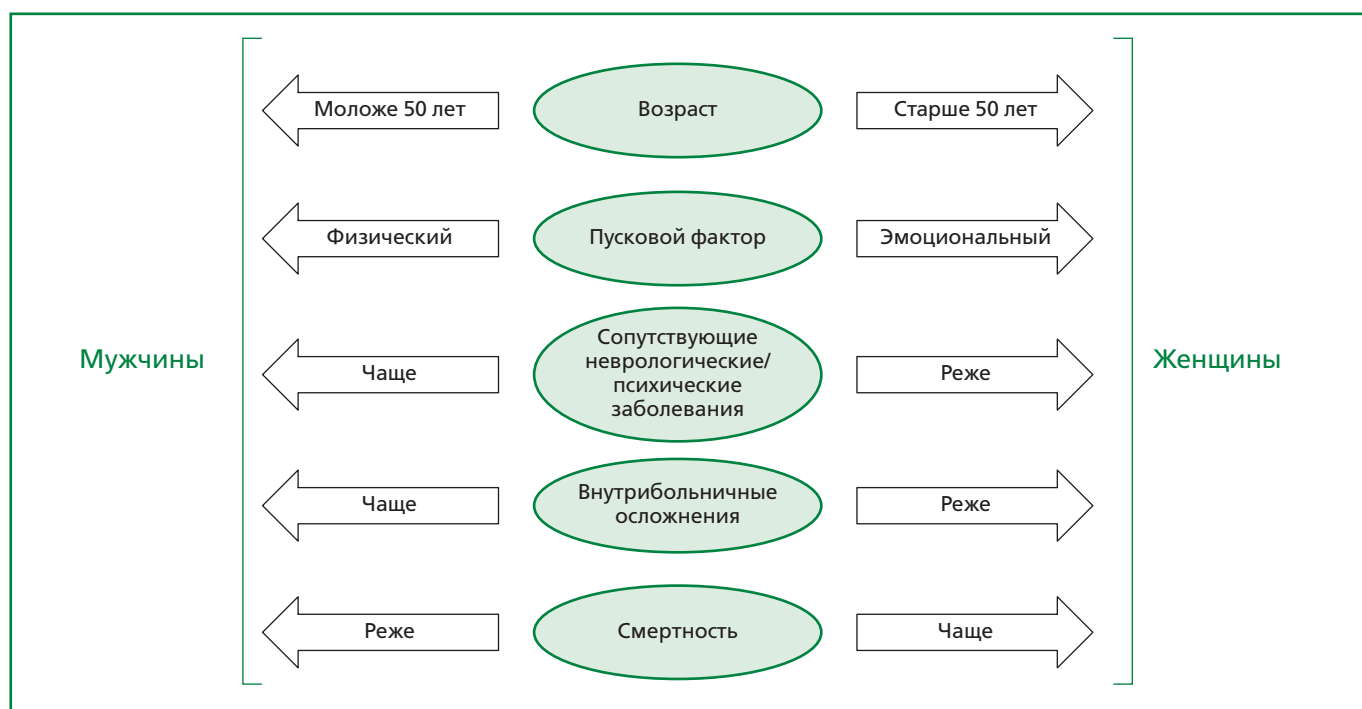 Моложе 50 лет
Возраст
Старше 50 лет
Физический
Пусковой фактор
Эмоциональный
Мужчины
Чаще
Сопутствующие
неврологические/
психические
заболевания
Реже
Женщины
Чаще
Внутрибольничные
осложнения
Реже
Реже
Смертность
Чаще